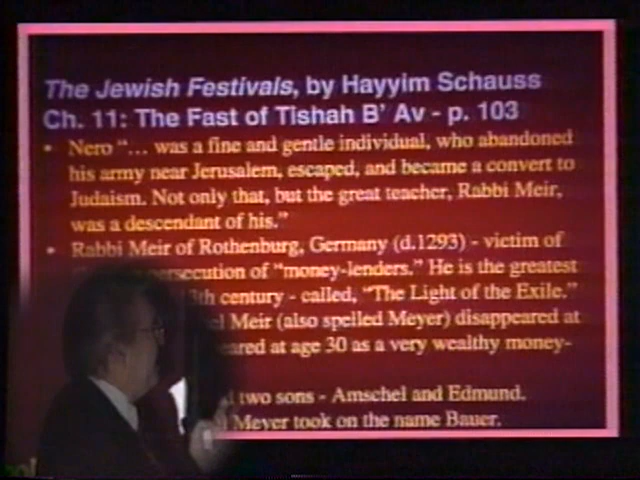 The Jewish Festivals, by Hayyim Schauss
Ch. 11: The Fast of Tishah B' Av - p. 103
• Nero "... was a fine and gentle individual, who abandoned
his army near Jerusalem, escaped, and became a convert to
Judaism. Not only that, but the great teacher, Rabbi Meir,
was a descendant of his."
• Rabbi Meir of Rothenburg, Germany (d.1293) - victim of
persecution of "money-lenders." He is the greatest
century - called, "The Light of the Exile."
Meir (also spelled Meyer) disappeared at
at age 30 as a very wealthy money-
two sons - Amschel and Edmund.
Meyer took on the name Bauer.